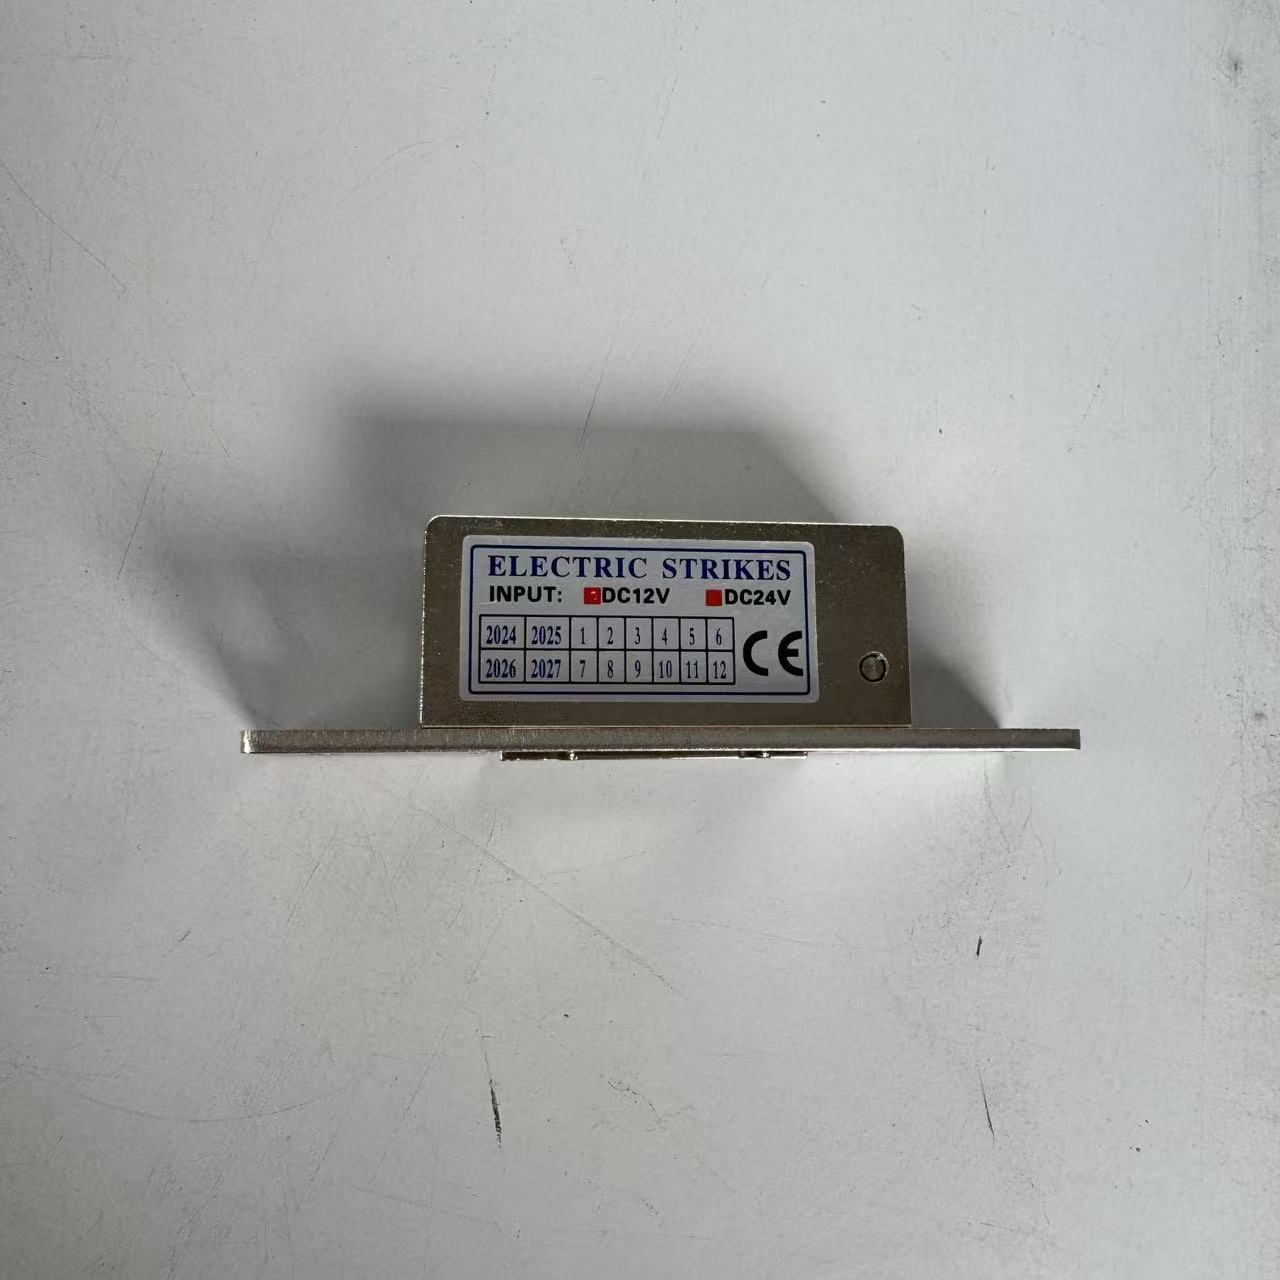 ELECTRIC STRIKES
INPUT: DC12V DC24V
2024 2025 1 2 3 4 5 6
2026 2027 7 8 9 10 11 12
CE